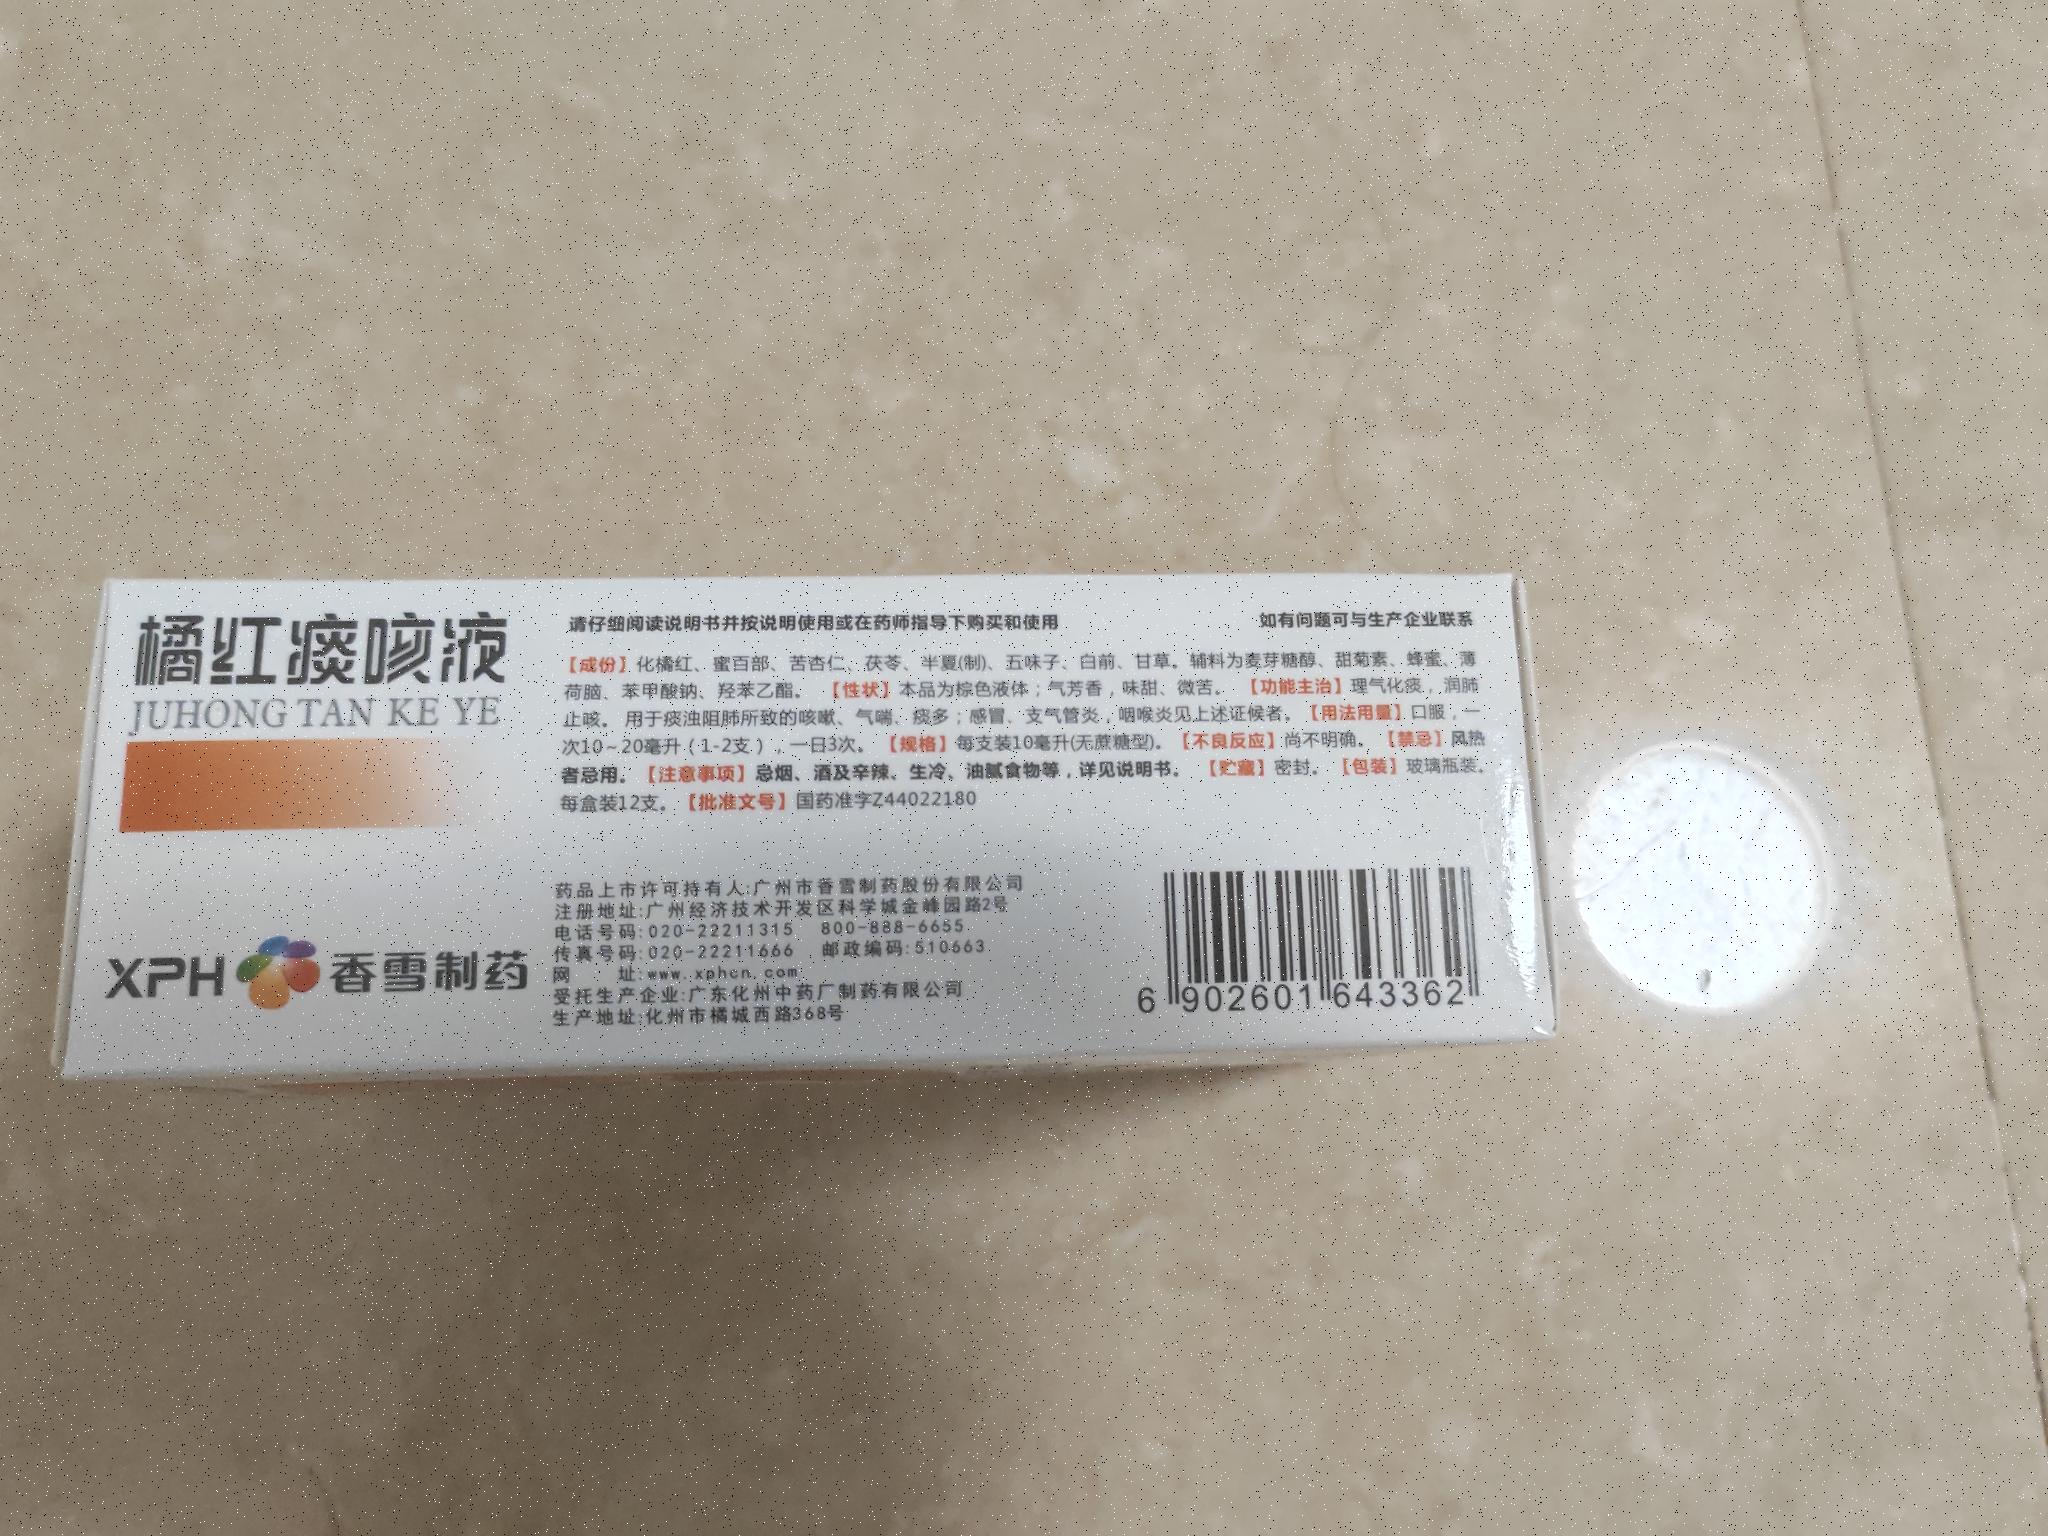 橘红痰咳液
JUHONG TAN KE YE
请仔细阅读说明书并按说明使用或在药师指导下购买和使用 如有问题可与生产企业联系
【成份】化橘红、蜜百部、苦杏仁、茯苓、半夏(制)、五味子、白前、甘草。辅料为麦芽糖醇、甜菊素、蜂蜜、薄
荷脑、苯甲酸钠、羟苯乙酯。【性状】本品为棕色液体；气芳香，味甜、微苦。【功能主治】理气化痰，润肺
止咳。用于痰浊阻肺所致的咳嗽、气喘、痰多；感冒、支气管炎，咽喉炎见上述证候者。【用法用量】口服，一
次10～20毫升（1-2支），一日3次。【规格】每支装10毫升(无蔗糖型)。【不良反应】尚不明确。【禁忌】风热
者忌用。【注意事项】忌烟、酒及辛辣、生冷、油腻食物等，详见说明书。【贮藏】密封。【包装】玻璃瓶装。
每盒装12支。【批准文号】国药准字Z44022180
药品上市许可持有人:广州市香雪制药股份有限公司
注册地址:广州经济技术开发区科学城金峰园路2号
电话号码:020-22211315 800-888-6655
传真号码:020-22211666 邮政编码:510663
网 址:www.xphcn.com
受托生产企业:广东化州中药厂制药有限公司
生产地址:化州市橘城西路368号
XPH 香雪制药
6 902601 643362